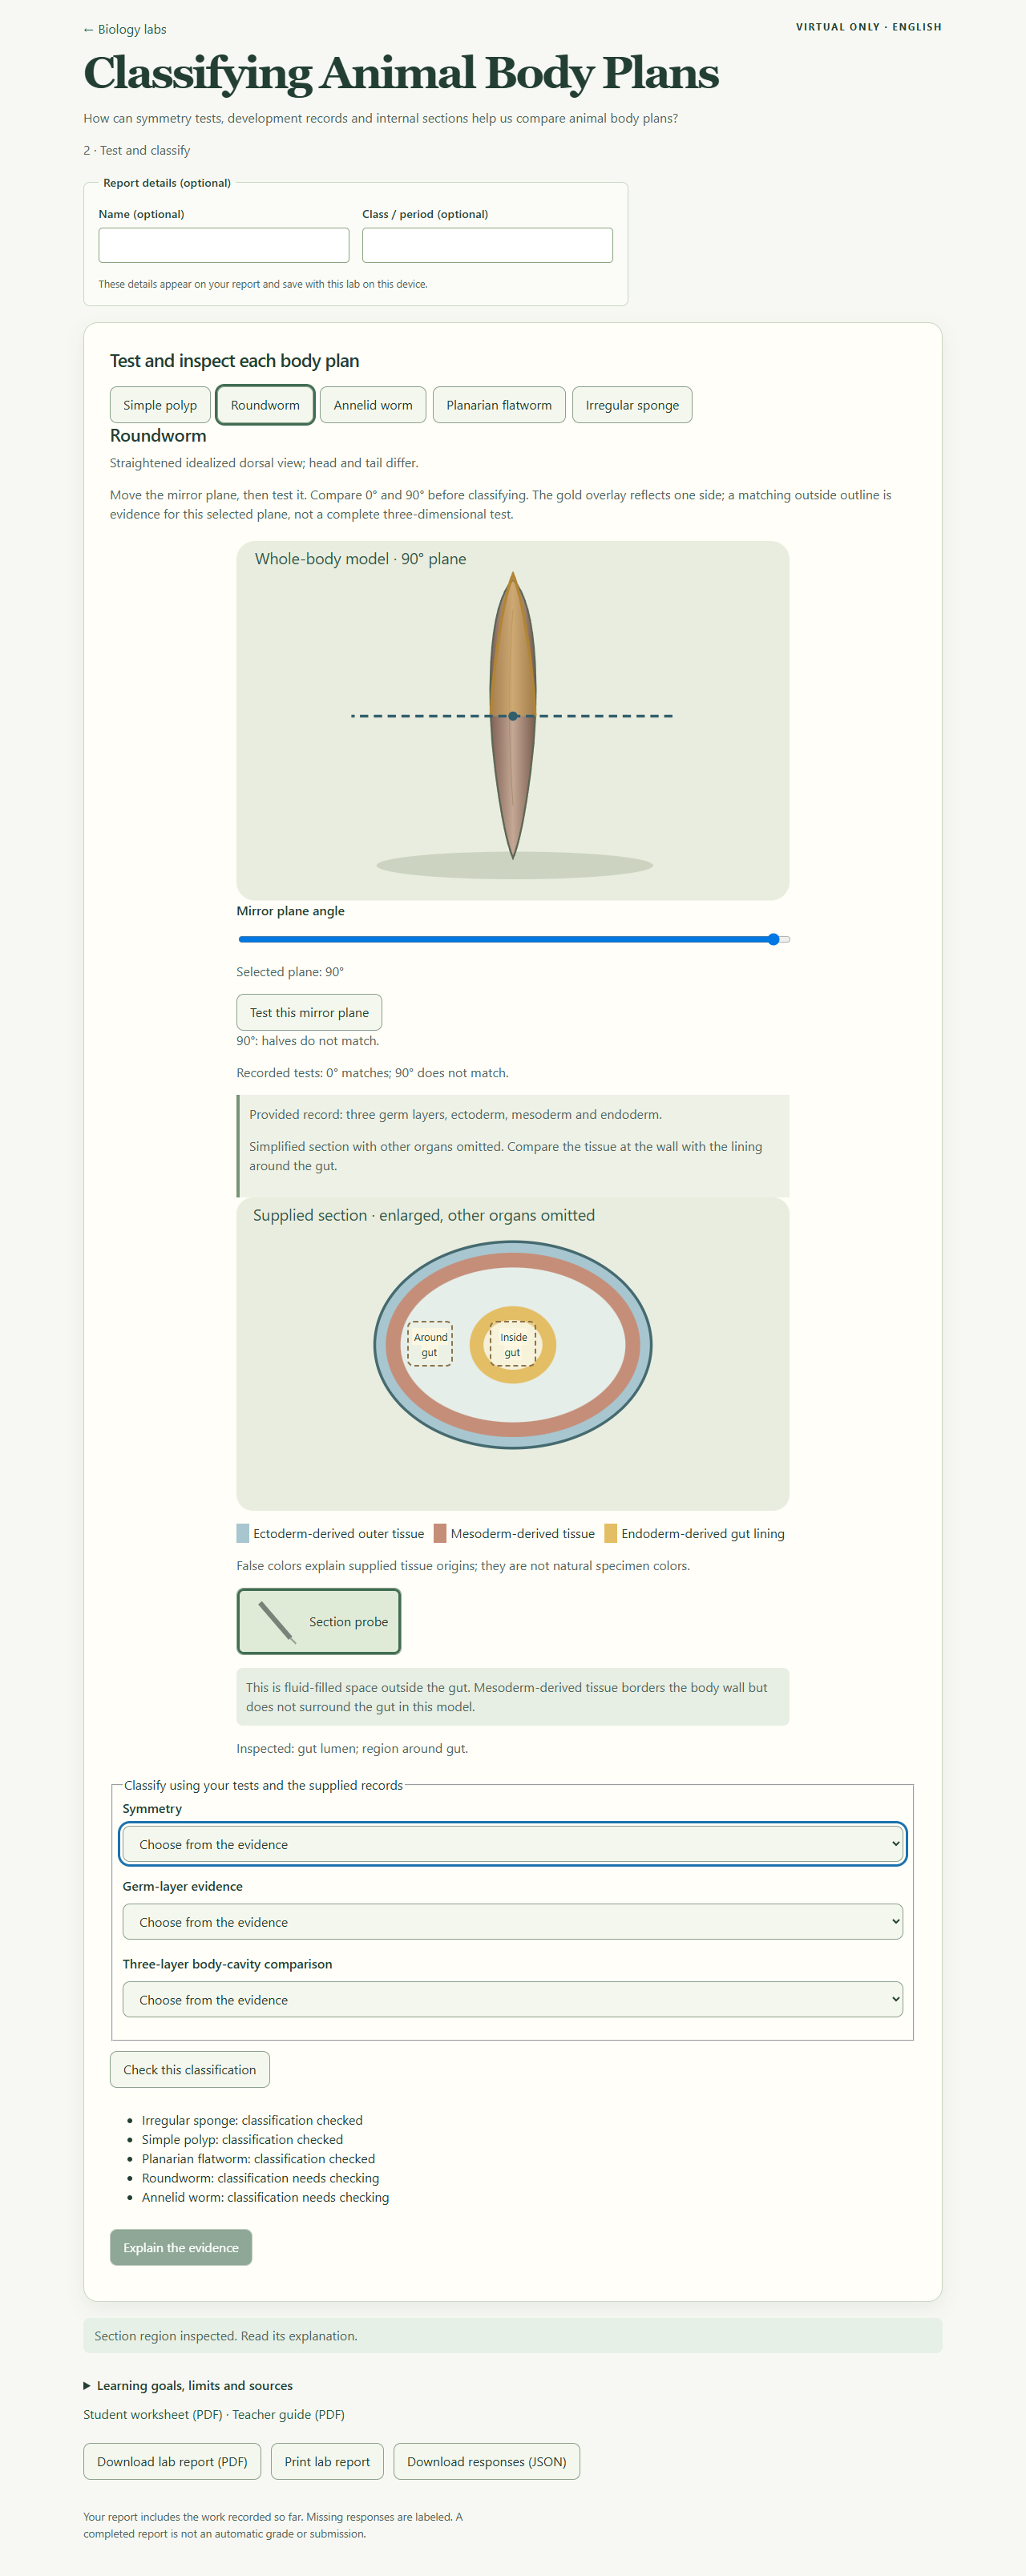 ← Biology labs
VIRTUAL ONLY · ENGLISH
Classifying Animal Body Plans
How can symmetry tests, development records and internal sections help us compare animal body plans?
2 · Test and classify
Report details (optional)
Name (optional)
Class / period (optional)
These details appear on your report and save with this lab on this device.
Test and inspect each body plan
Simple polyp
Roundworm
Annelid worm
Planarian flatworm
Irregular sponge
Roundworm
Straightened idealized dorsal view; head and tail differ.
Move the mirror plane, then test it. Compare 0° and 90° before classifying. The gold overlay reflects one side; a matching outside outline is
evidence for this selected plane, not a complete three-dimensional test.
Whole-body model · 90° plane
Mirror plane angle
Selected plane: 90°
Test this mirror plane
90°: halves do not match.
Recorded tests: 0° matches; 90° does not match.
Provided record: three germ layers, ectoderm, mesoderm and endoderm.
Simplified section with other organs omitted. Compare the tissue at the wall with the lining
around the gut.
Supplied section · enlarged, other organs omitted
Around
gut
Inside
gut
Ectoderm-derived outer tissue
Mesoderm-derived tissue
Endoderm-derived gut lining
False colors explain supplied tissue origins; they are not natural specimen colors.
Section probe
This is fluid-filled space outside the gut. Mesoderm-derived tissue borders the body wall but
does not surround the gut in this model.
Inspected: gut lumen; region around gut.
Classify using your tests and the supplied records
Symmetry
Choose from the evidence
Germ-layer evidence
Choose from the evidence
Three-layer body-cavity comparison
Choose from the evidence
Check this classification
• Irregular sponge: classification checked
• Simple polyp: classification checked
• Planarian flatworm: classification checked
• Roundworm: classification needs checking
• Annelid worm: classification needs checking
Explain the evidence
Section region inspected. Read its explanation.
▶ Learning goals, limits and sources
Student worksheet (PDF) · Teacher guide (PDF)
Download lab report (PDF)
Print lab report
Download responses (JSON)
Your report includes the work recorded so far. Missing responses are labeled. A
completed report is not an automatic grade or submission.